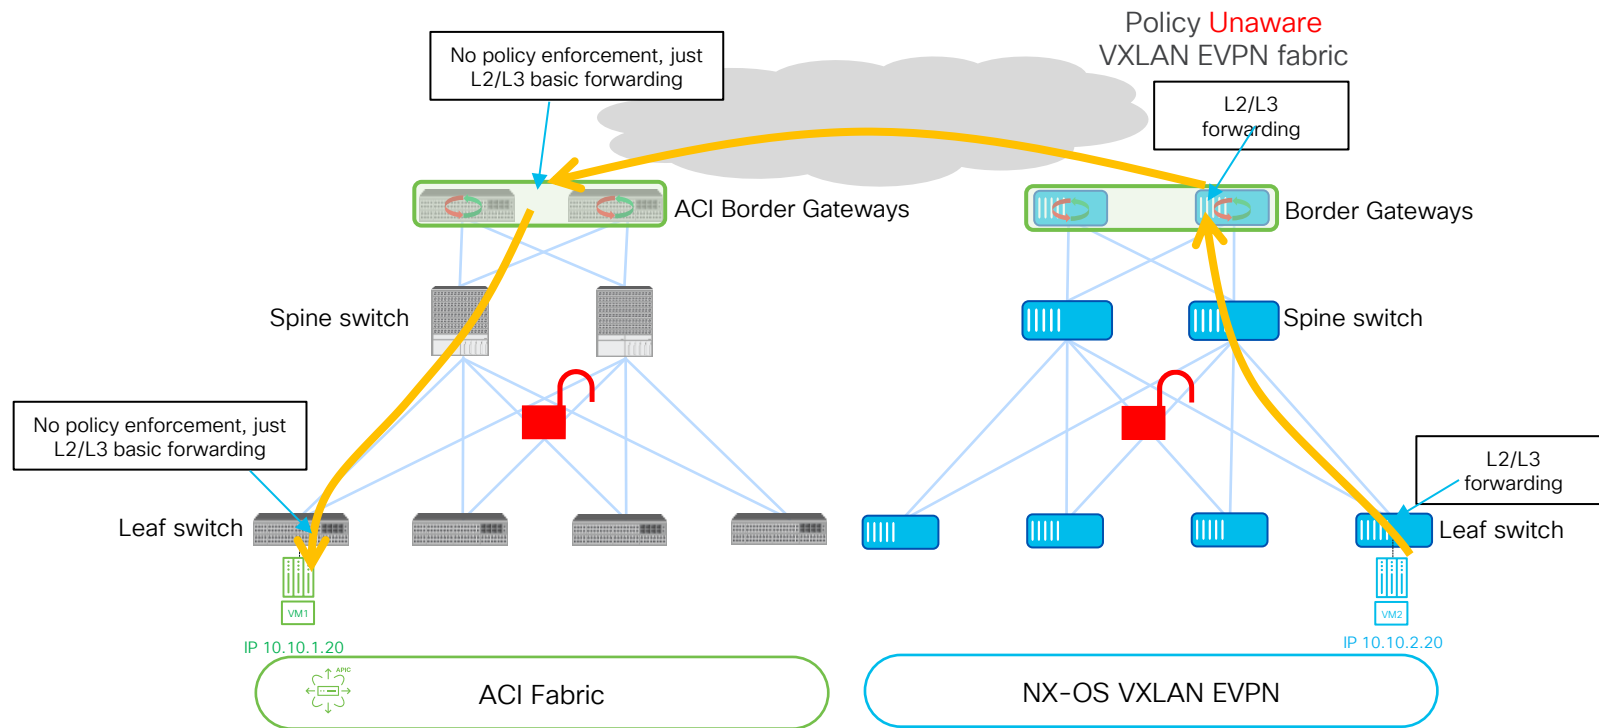 Policy Unaware
VXLAN EVPN fabric
No policy enforcement, just
L2/L3 basic forwarding
L2/L3
forwarding
ACI Border Gateways
Border Gateways
Spine switch
Spine switch
No policy enforcement, just
L2/L3 basic forwarding
L2/L3
forwarding
Leaf switch
Leaf switch
VM1
VM2
IP 10.10.1.20
IP 10.10.2.20
APIC
ACI Fabric
NX-OS VXLAN EVPN